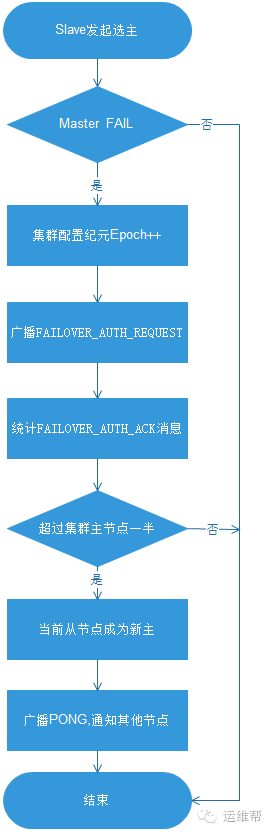 Slave发起选主
Master FAIL
否
是
集群配置纪元Epoch++
广播FAILOVER_AUTH_REQUEST
统计FAILOVER_AUTH_ACK消息
超过集群主节点一半
否
是
当前从节点成为新主
广播PONG,通知其他节点
结束
运维帮